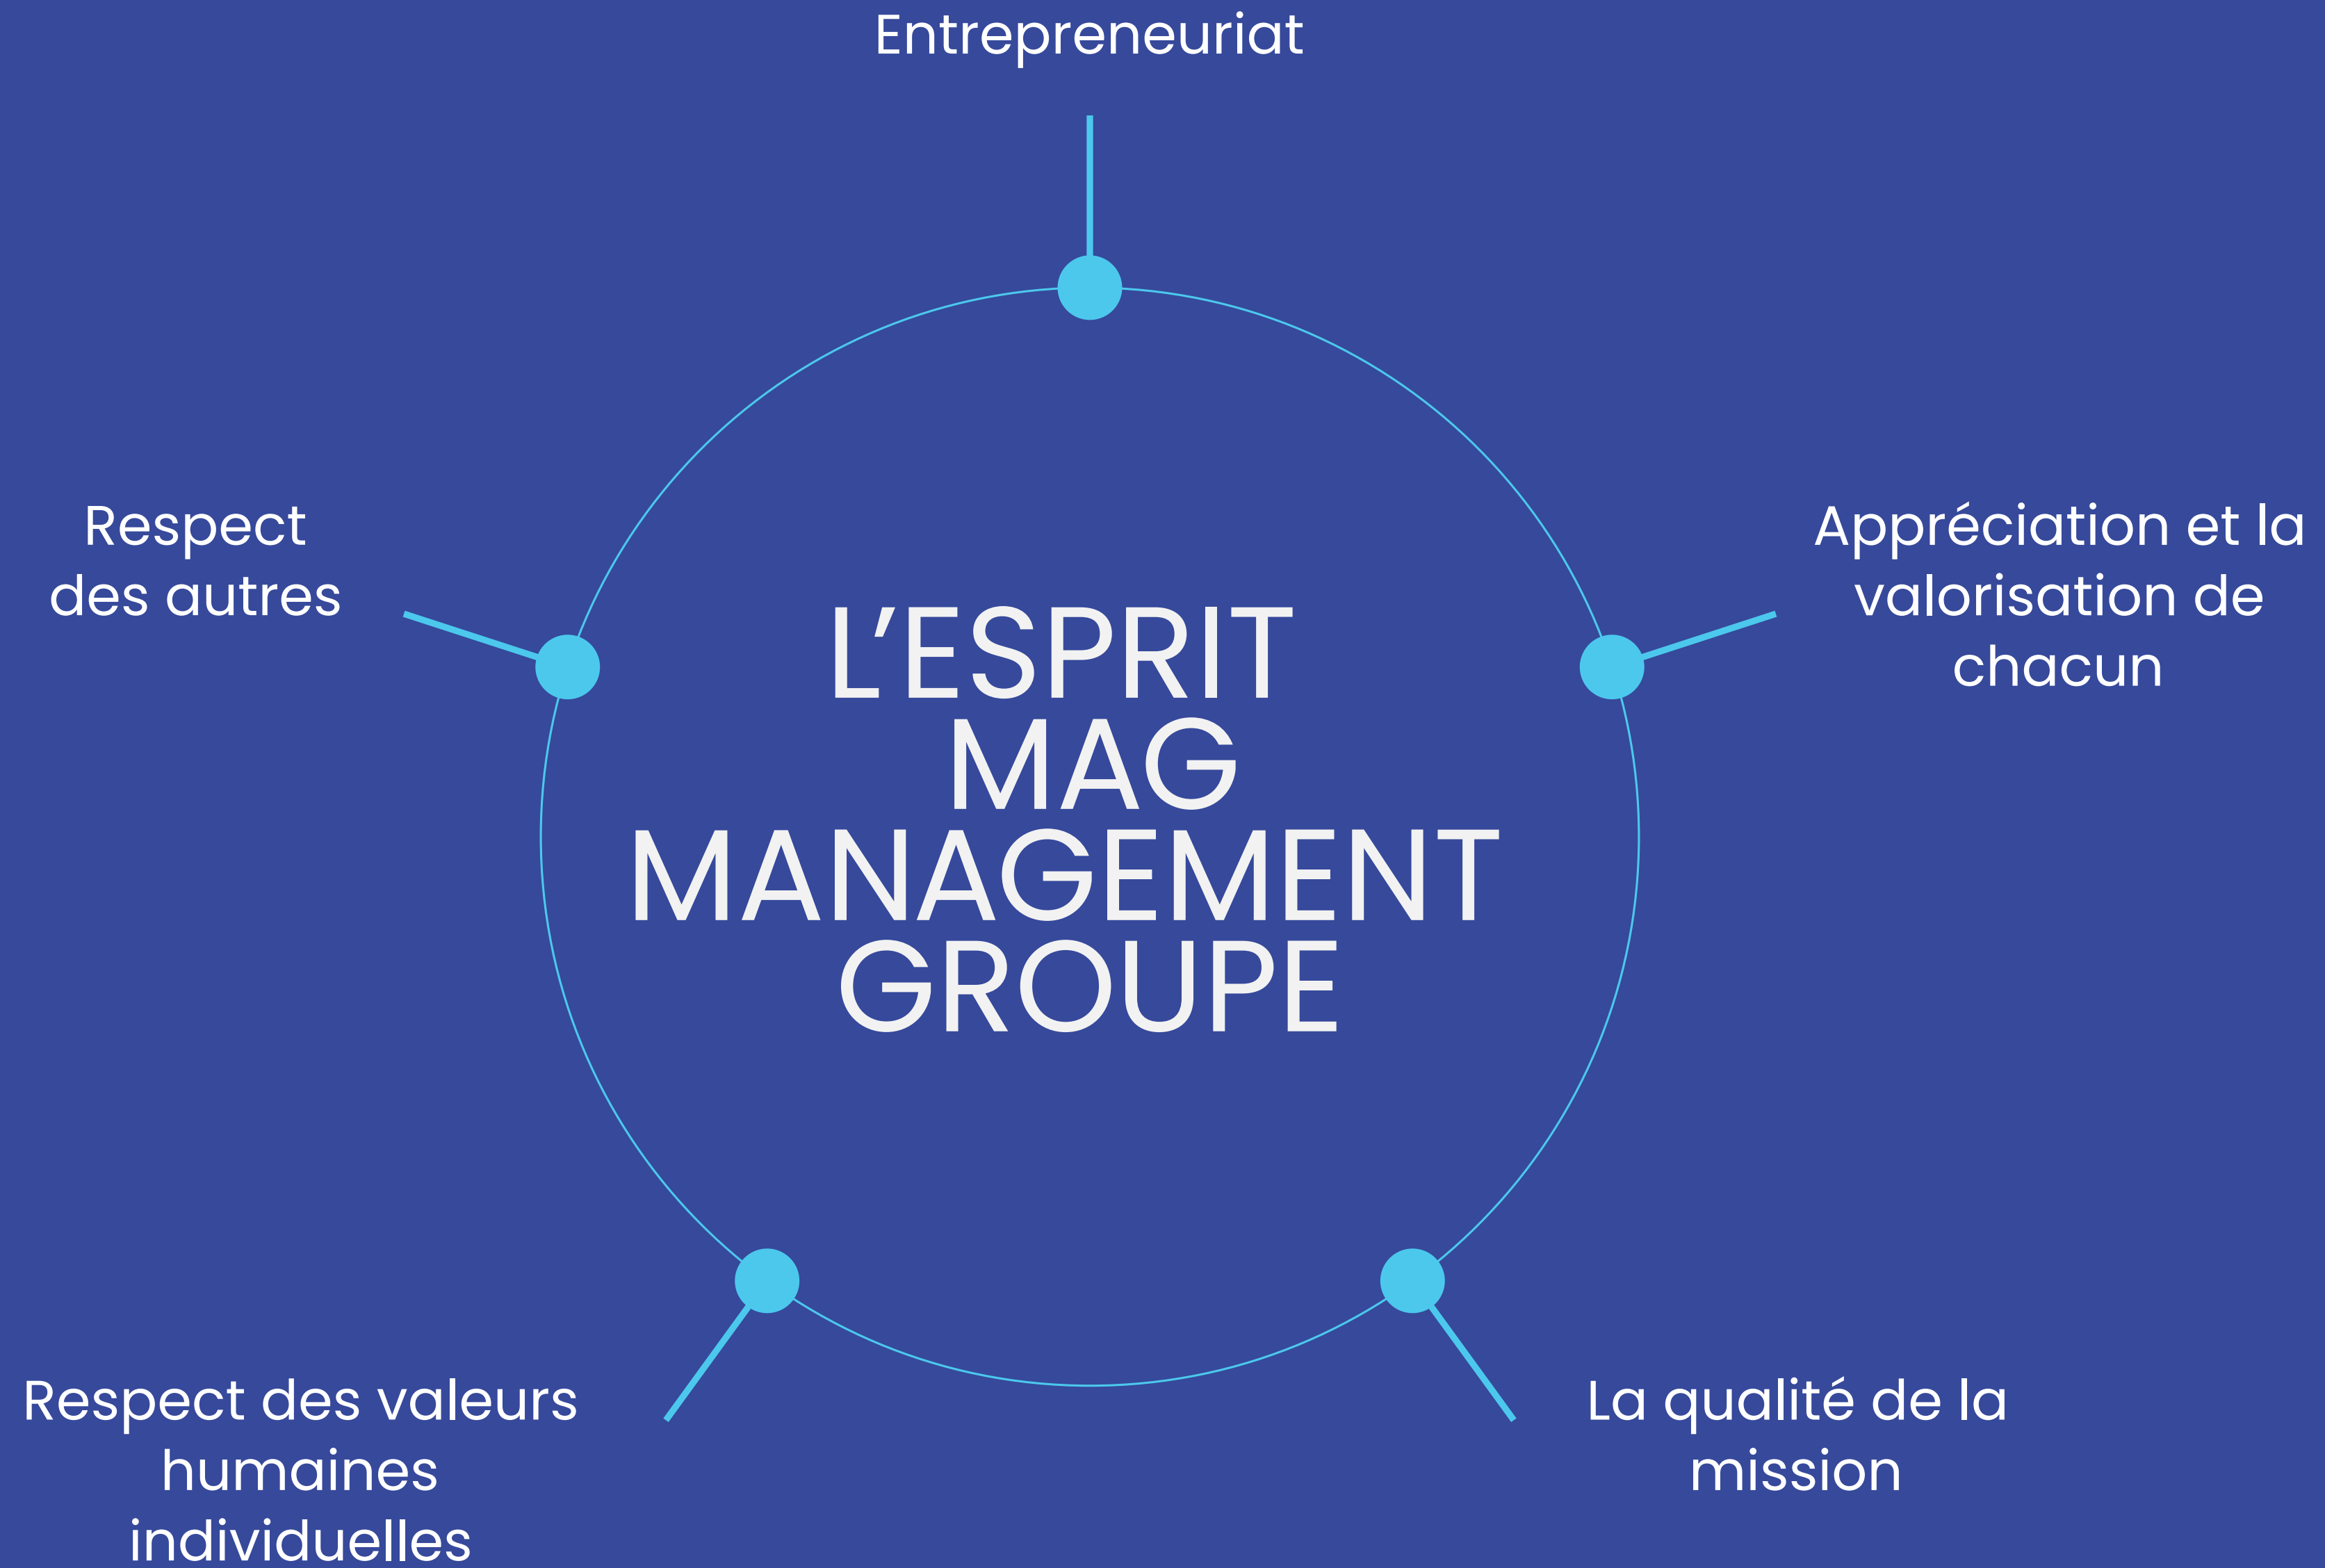 Entrepreneuriat
Respect
des autres
Appréciation et la
valorisation de
chacun
L’ESPRIT
MAG
MANAGEMENT
GROUPE
Respect des valeurs
humaines
individuelles
La qualité de la
mission